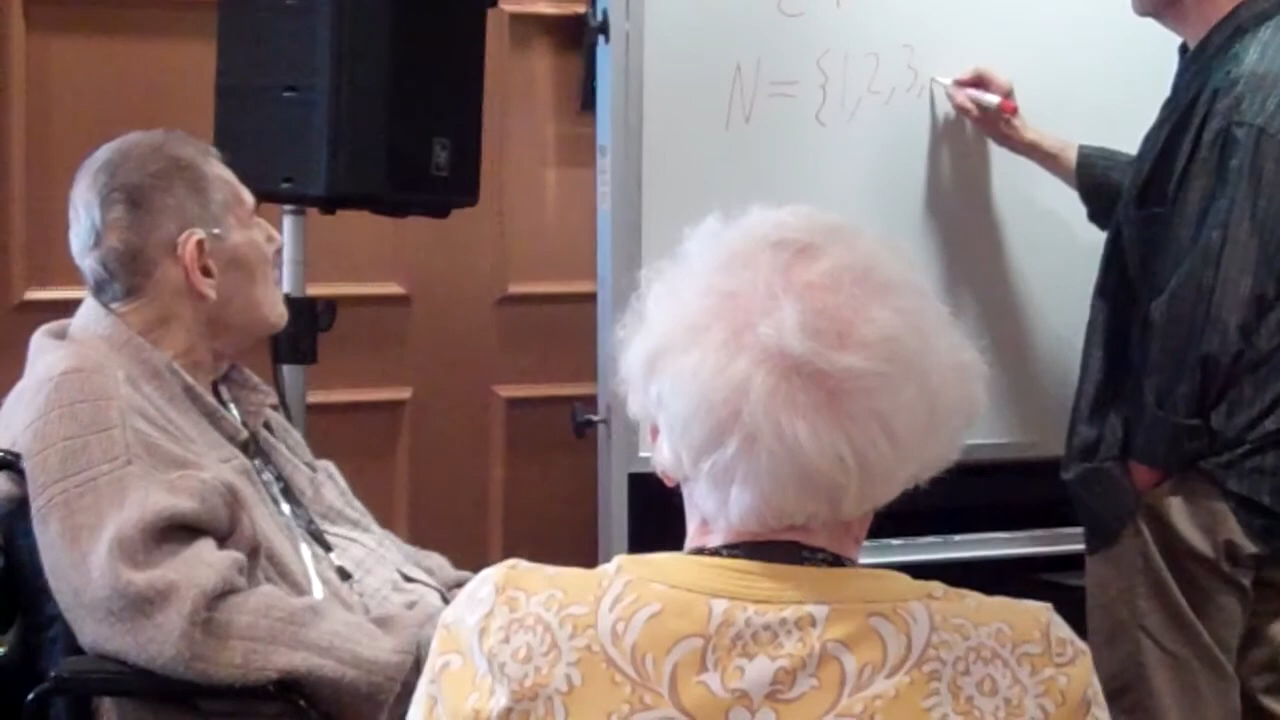 N = {1,2,3,